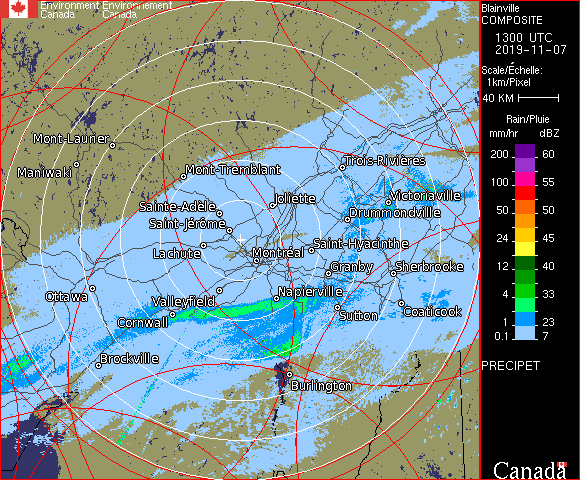 Environment Environnement
Canada Canada
Blainville
COMPOSITE
1300 UTC
2019-11-07
Scale/Échelle:
1km/Pixel
40 KM
Rain/Pluie
mm/hr dBZ
200 60
100 55
50 50
24 45
12 40
4 33
1 23
0.1 7
PRECIPET
Canada
Mont-Laurier
Maniwaki
Mont-Tremblant
Trois-Rivières
Sainte-Adèle
Joliette
Victoriaville
Saint-Jérôme
Drummondville
Lachute
Montréal
Saint-Hyacinthe
Granby
Sherbrooke
Ottawa
Valleyfield
Napierville
Cornwall
Sutton
Coaticook
Brockville
Burlington